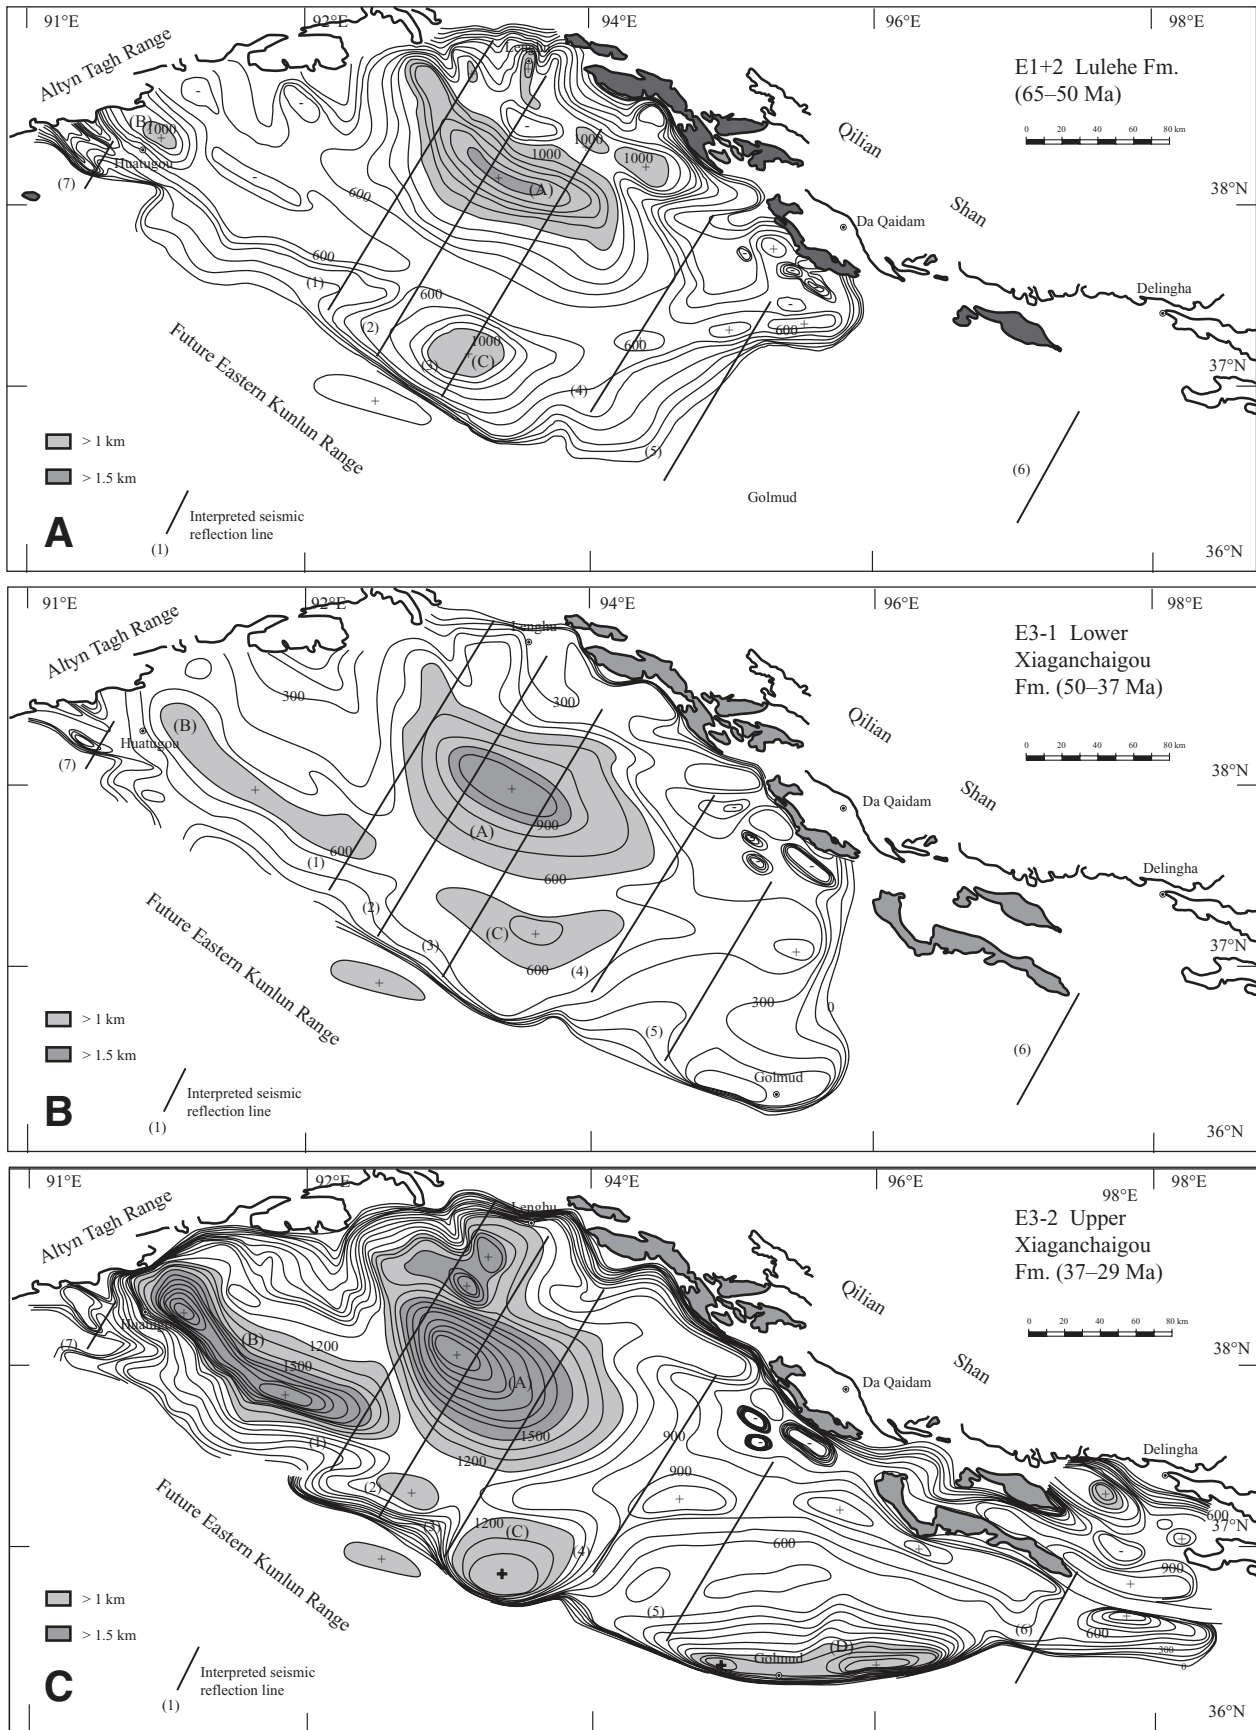 91°E
92°E
94°E
96°E
98°E
Altyn Tagh Range
Lenghu
E1+2 Lulehe Fm.
(65–50 Ma)
0 20 40 60 80 km
Qilian
Shan
(B)
1000
1000
1000
1000
Huatugou
(7)
(A)
600
38°N
Da Qaidam
600
(1)
600
Delingha
(2)
1000
(3)
(C)
600
600
37°N
Future Eastern Kunlun Range
(4)
> 1 km
> 1.5 km
(5)
(6)
Golmud
Interpreted seismic
reflection line
(1)
A
36°N
91°E
92°E
94°E
96°E
98°E
Altyn Tagh Range
Lenghu
E3-1 Lower
Xiaganchaigou
Fm. (50–37 Ma)
300
300
Qilian
0 20 40 60 80 km
(B)
Huatugou
(7)
38°N
Shan
Da Qaidam
900
(A)
600
(1)
600
Delingha
(2)
(C)
(3)
600
(4)
37°N
Future Eastern Kunlun Range
300
0
> 1 km
> 1.5 km
(5)
(6)
Golmud
Interpreted seismic
reflection line
(1)
B
36°N
91°E
92°E
94°E
96°E
98°E
98°E
Altyn Tagh Range
Lenghu
E3-2 Upper
Xiaganchaigou
Fm. (37–29 Ma)
Qilian
0 20 40 60 80 km
Huatugou
(7)
(B)
1200
1500
38°N
Shan
(A)
Da Qaidam
1500
900
(1)
1200
900
Delingha
(2)
600
37°N
(3)
1200
(C)
(4)
600
900
Future Eastern Kunlun Range
> 1 km
> 1.5 km
(5)
(6)
600
300
0
(D)
Golmud
Interpreted seismic
reflection line
(1)
C
36°N